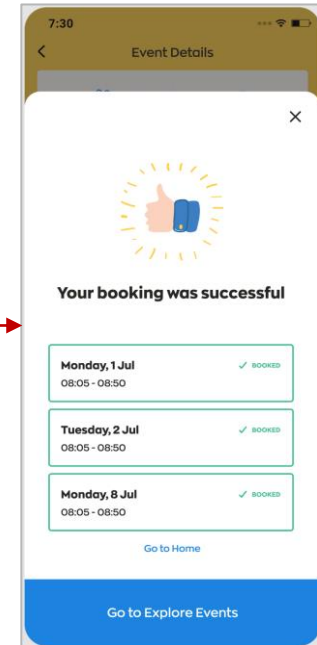 7:30
Event Details
Your booking was successful
Monday, 1 Jul
✓ BOOKED
08:05 - 08:50
Tuesday, 2 Jul
✓ BOOKED
08:05 - 08:50
Monday, 8 Jul
✓ BOOKED
08:05 - 08:50
Go to Home
Go to Explore Events